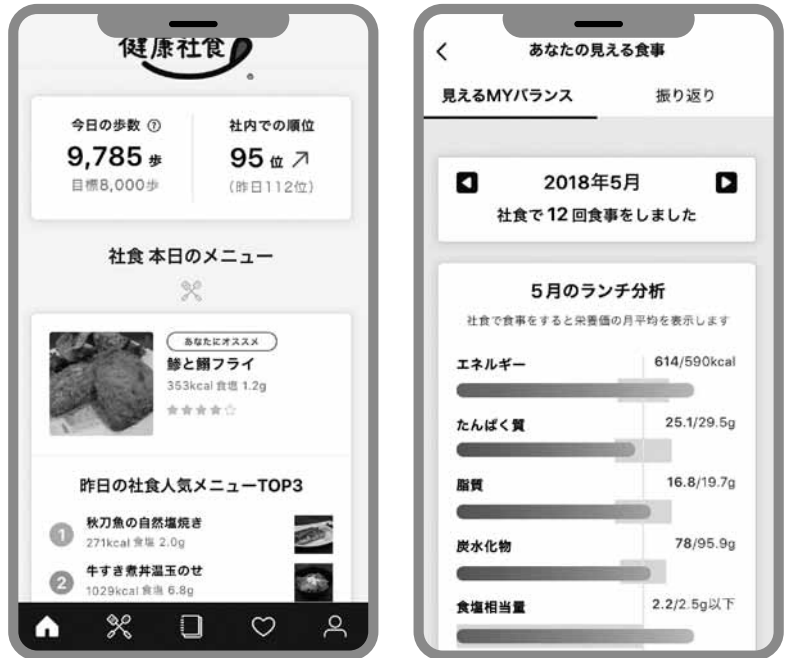 健康社食
今日の歩数 ?
9,785 歩
目標8,000歩
社内での順位
95 位 ↗
(昨日112位)
社食 本日のメニュー
あなたにオススメ
鯵と鰯フライ
353kcal 食塩 1.2g
★★★★☆
昨日の社食人気メニューTOP3
1 秋刀魚の自然塩焼き
271kcal 食塩 2.0g
2 牛すき煮丼温玉のせ
1029kcal 食塩 6.8g
あなたの見える食事
見えるMYバランス
振り返り
2018年5月
社食で 12 回食事をしました
5月のランチ分析
社食で食事をすると栄養価の月平均を表示します
エネルギー 614/590kcal
たんぱく質 25.1/29.5g
脂質 16.8/19.7g
炭水化物 78/95.9g
食塩相当量 2.2/2.5g以下